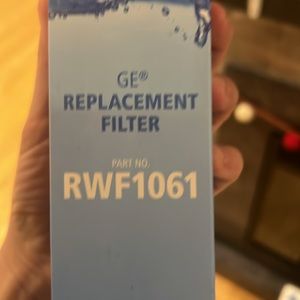 GE®
REPLACEMENT
FILTER
PART NO.
RWF1061